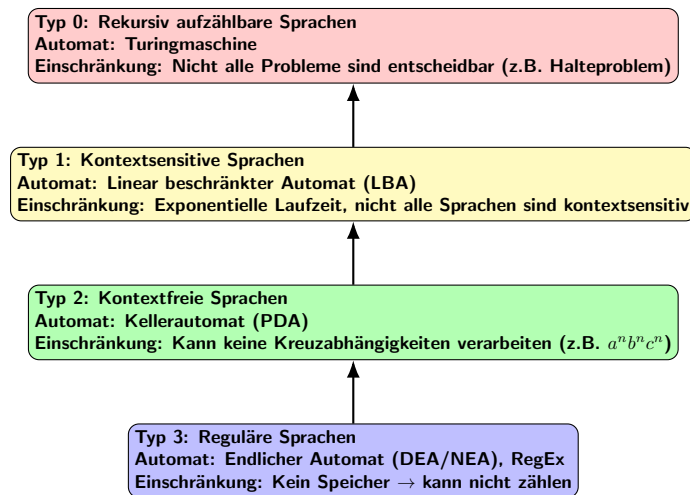 Typ 0: Rekursiv aufzählbare Sprachen
Automat: Turingmaschine
Einschränkung: Nicht alle Probleme sind entscheidbar (z.B. Halteproblem)
Typ 1: Kontextsensitive Sprachen
Automat: Linear beschränkter Automat (LBA)
Einschränkung: Exponentielle Laufzeit, nicht alle Sprachen sind kontextsensitiv
Typ 2: Kontextfreie Sprachen
Automat: Kellerautomat (PDA)
Einschränkung: Kann keine Kreuzabhängigkeiten verarbeiten (z.B. aⁿbⁿcⁿ)
Typ 3: Reguläre Sprachen
Automat: Endlicher Automat (DEA/NEA), RegEx
Einschränkung: Kein Speicher → kann nicht zählen